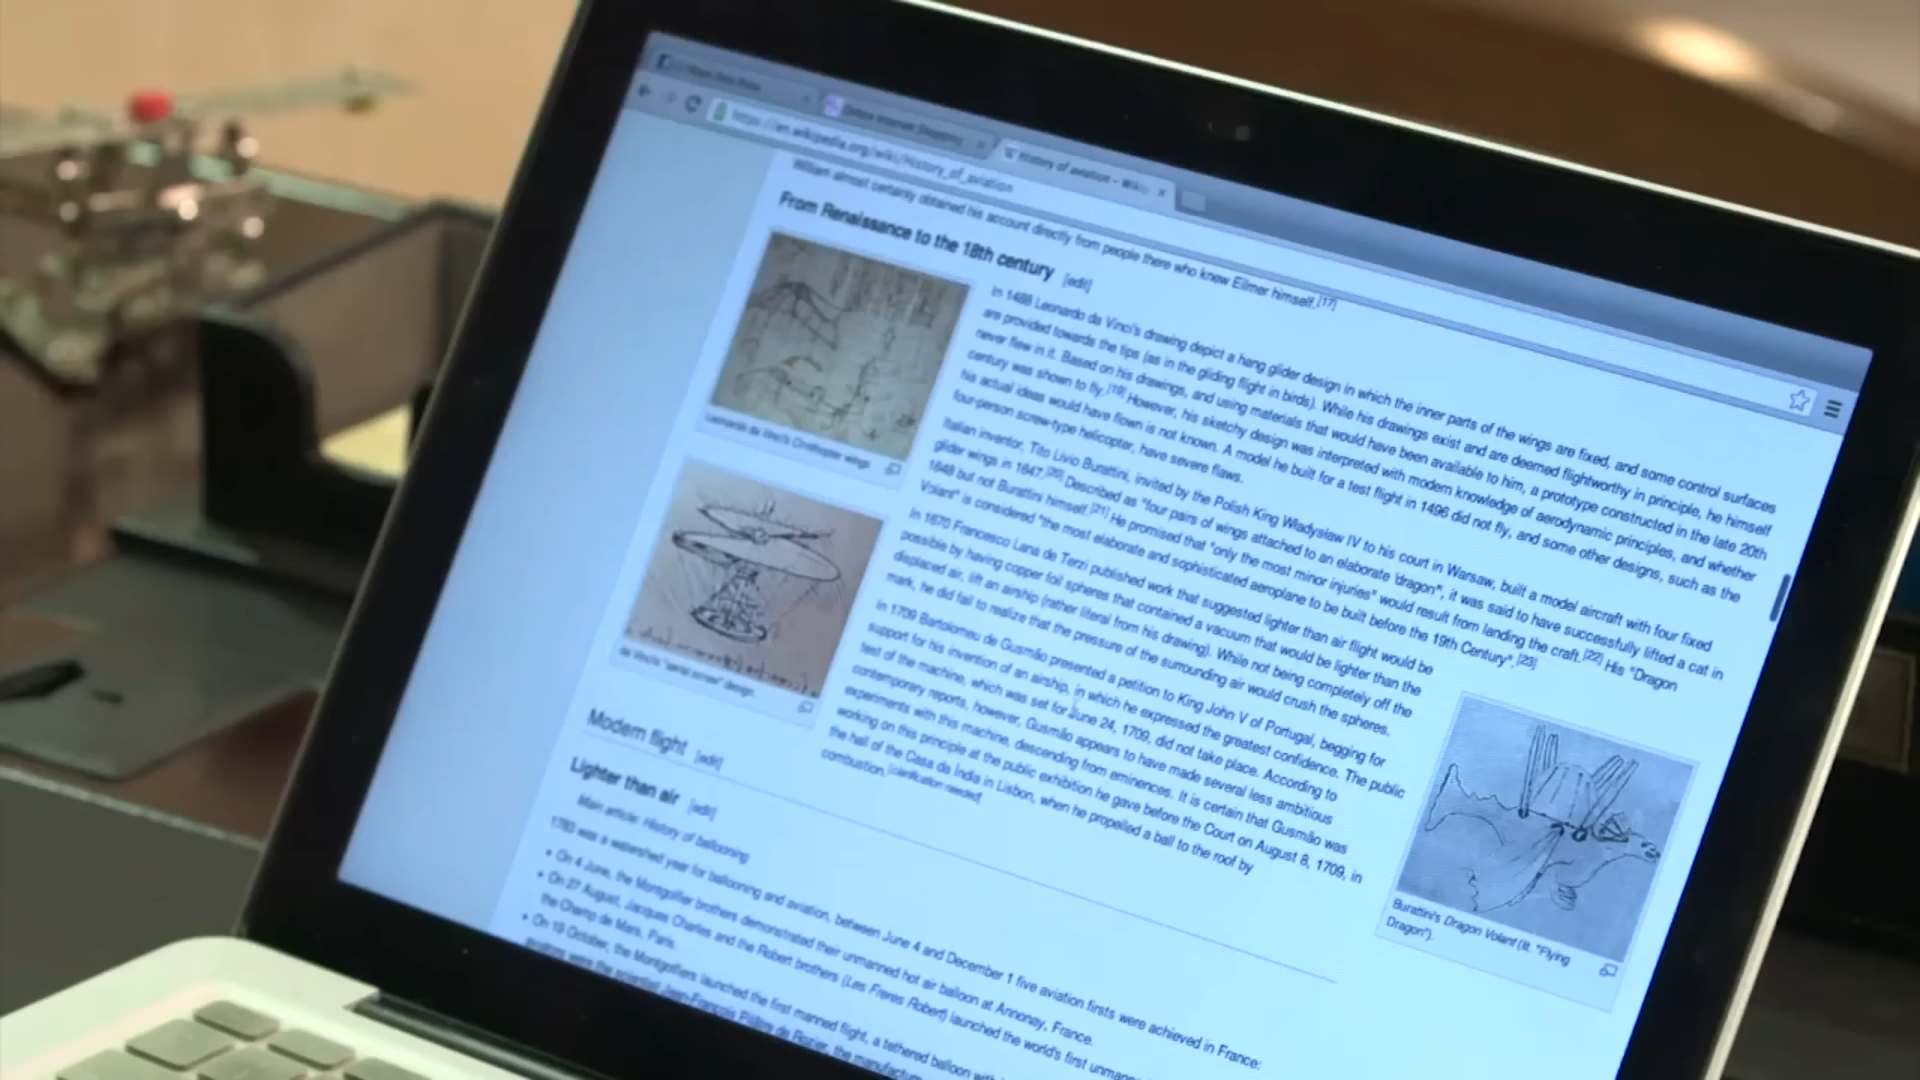 History of aviation - Wikip
https://en.wikipedia.org/wiki/History_of_aviation
William almost certainly obtained his account directly from people there who knew Eilmer himself.[17]
From Renaissance to the 18th century [edit]
In 1488 Leonardo da Vinci's drawing depict a hang glider design in which the inner parts of the wings are fixed, and some control surfaces
are provided towards the tips (as in the gliding flight in birds). While his drawings exist and are deemed flightworthy in principle, he himself
never flew in it. Based on his drawings, and using materials that would have been available to him, a prototype constructed in the late 20th
century was shown to fly.[19] However, his sketchy design was interpreted with modern knowledge of aerodynamic principles, and whether
his actual ideas would have flown is not known. A model he built for a test flight in 1496 did not fly, and some other designs, such as the
four-person screw-type helicopter, have severe flaws.
Leonardo da Vinci's Ornithopter wings
Italian inventor, Tito Livio Burattini, invited by the Polish King Władysław IV to his court in Warsaw, built a model aircraft with four fixed
glider wings in 1647.[20] Described as "four pairs of wings attached to an elaborate 'dragon", it was said to have successfully lifted a cat in
1648 but not Burattini himself.[21] He promised that "only the most minor injuries" would result from landing the craft.[22] His "Dragon
Volant" is considered "the most elaborate and sophisticated aeroplane to be built before the 19th Century".[23]
In 1670 Francesco Lana de Terzi published work that suggested lighter than air flight would be
possible by having copper foil spheres that contained a vacuum that would be lighter than the
displaced air, lift an airship (rather literal from his drawing). While not being completely off the
mark, he did fail to realize that the pressure of the surrounding air would crush the spheres.
da Vinci's "aerial screw" design.
In 1709 Bartolomeu de Gusmão presented a petition to King John V of Portugal, begging for
support for his invention of an airship, in which he expressed the greatest confidence. The public
test of the machine, which was set for June 24, 1709, did not take place. According to
contemporary reports, however, Gusmão appears to have made several less ambitious
experiments with this machine, descending from eminences. It is certain that Gusmão was
working on this principle at the public exhibition he gave before the Court on August 8, 1709, in
the hall of the Casa da Índia in Lisbon, when he propelled a ball to the roof by
combustion.[clarification needed]
Burattini's Dragon Volant (lit. "Flying
Dragon").
Modern flight [edit]
Lighter than air [edit]
Main article: History of ballooning
1783 was a watershed year for ballooning and aviation, between June 4 and December 1 five aviation firsts were achieved in France:
• On 4 June, the Montgolfier brothers demonstrated their unmanned hot air balloon at Annonay, France.
• On 27 August, Jacques Charles and the Robert brothers (Les Freres Robert) launched the world's first unmann
the Champ de Mars, Paris.
• On 19 October, the Montgolfiers launched the first manned flight, a tethered balloon with
aviators were the scientist Jean-François Pilâtre de Rozier, the manufacture